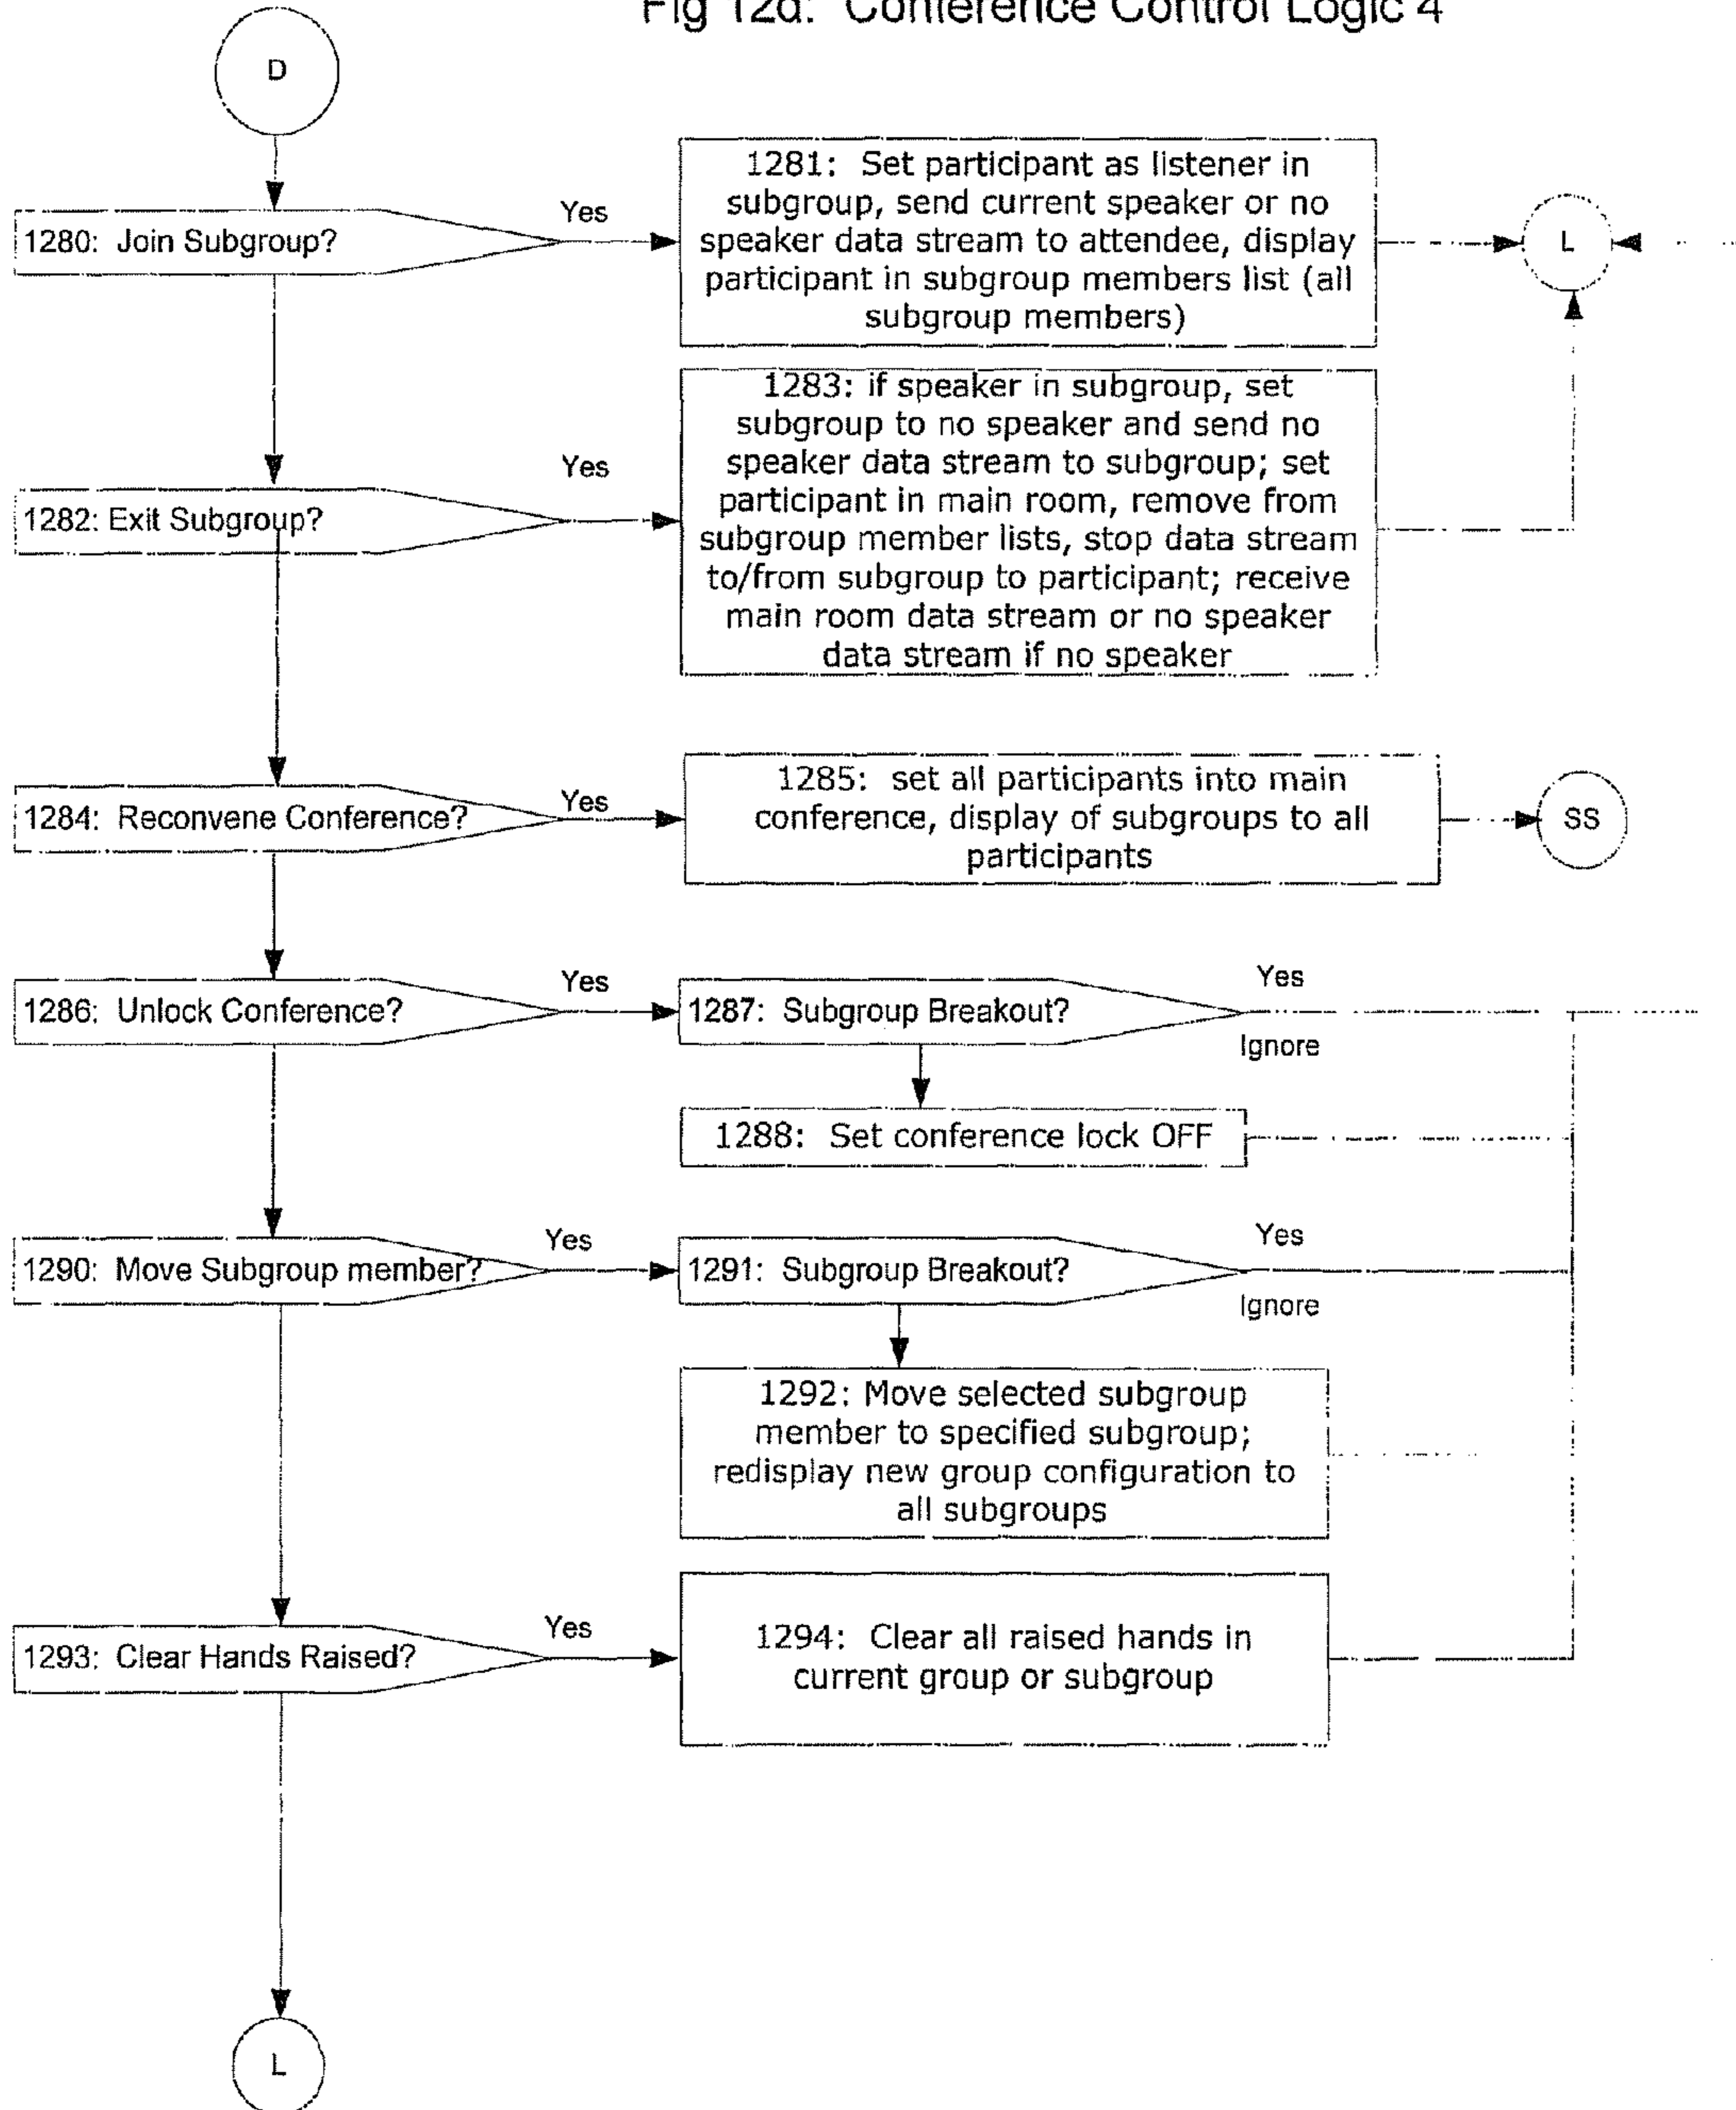 Fig 12d: Conference Control Logic 4
D
1280: Join Subgroup?
Yes
1281: Set participant as listener in
subgroup, send current speaker or no
speaker data stream to attendee, display
participant in subgroup members list (all
subgroup members)
L
1282: Exit Subgroup?
Yes
1283: if speaker in subgroup, set
subgroup to no speaker and send no
speaker data stream to subgroup; set
participant in main room, remove from
subgroup member lists, stop data stream
to/from subgroup to participant; receive
main room data stream or no speaker
data stream if no speaker
1284: Reconvene Conference?
Yes
1285: set all participants into main
conference, display of subgroups to all
participants
SS
1286: Unlock Conference?
Yes
1287: Subgroup Breakout?
Yes
Ignore
1288: Set conference lock OFF
1290: Move Subgroup member?
Yes
1291: Subgroup Breakout?
Yes
Ignore
1292: Move selected subgroup
member to specified subgroup;
redisplay new group configuration to
all subgroups
1293: Clear Hands Raised?
Yes
1294: Clear all raised hands in
current group or subgroup
L